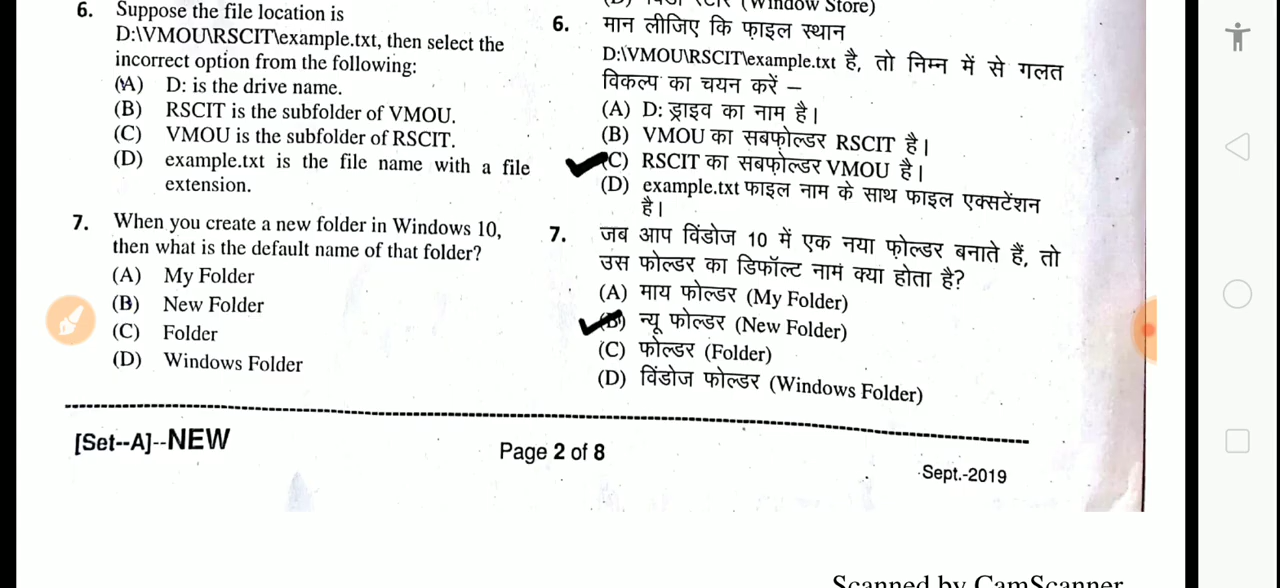 6. Suppose the file location is
D:\VMOU\RSCIT\example.txt, then select the
incorrect option from the following:
(A) D: is the drive name.
(B) RSCIT is the subfolder of VMOU.
(C) VMOU is the subfolder of RSCIT.
(D) example.txt is the file name with a file
extension.
7. When you create a new folder in Windows 10,
then what is the default name of that folder?
(A) My Folder
(B) New Folder
(C) Folder
(D) Windows Folder
(Window Store)
6. मान लीजिए कि फ़ाइल स्थान
D:\VMOU\RSCIT\example.txt है, तो निम्न में से गलत
विकल्प का चयन करें –
(A) D: ड्राइव का नाम है।
(B) VMOU का सबफ़ोल्डर RSCIT है।
(C) RSCIT का सबफ़ोल्डर VMOU है।
(D) example.txt फाइल नाम के साथ फाइल एक्सटेंशन
है।
7. जब आप विंडोज 10 में एक नया फ़ोल्डर बनाते हैं, तो
उस फोल्डर का डिफॉल्ट नाम क्या होता है?
(A) माय फोल्डर (My Folder)
(B) न्यू फोल्डर (New Folder)
(C) फोल्डर (Folder)
(D) विंडोज फोल्डर (Windows Folder)
[Set--A]--NEW
Page 2 of 8
Sept.-2019
Scanned by CamScanner